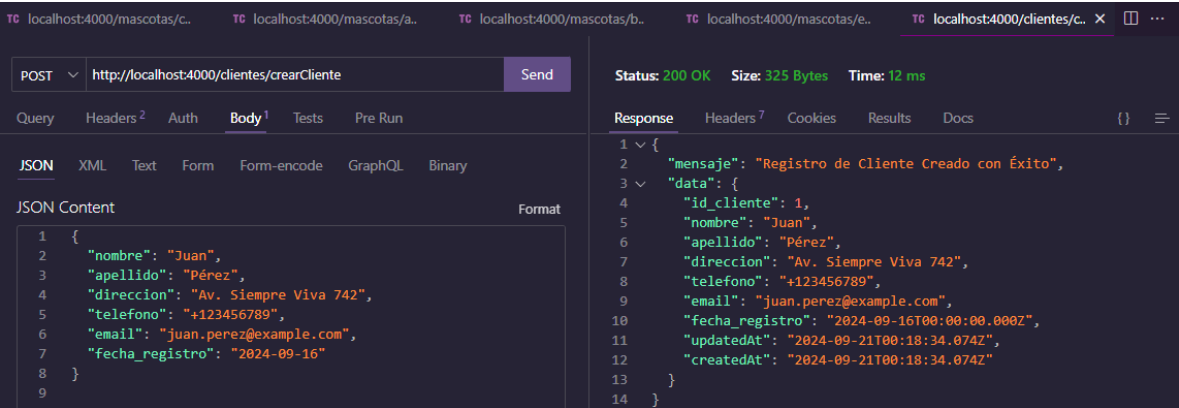 TC localhost:4000/mascotas/c.. TC localhost:4000/mascotas/a.. TC localhost:4000/mascotas/b.. TC localhost:4000/mascotas/e.. TC localhost:4000/clientes/c..
POST http://localhost:4000/clientes/crearCliente Send
Query Headers 2 Auth Body 1 Tests Pre Run
JSON XML Text Form Form-encode GraphQL Binary
JSON Content Format
1 {
2 "nombre": "Juan",
3 "apellido": "Pérez",
4 "direccion": "Av. Siempre Viva 742",
5 "telefono": "+123456789",
6 "email": "juan.perez@example.com",
7 "fecha_registro": "2024-09-16"
8 }
9
Status: 200 OK Size: 325 Bytes Time: 12 ms
Response Headers 7 Cookies Results Docs {}
1 {
2 "mensaje": "Registro de Cliente Creado con Éxito",
3 "data": {
4 "id_cliente": 1,
5 "nombre": "Juan",
6 "apellido": "Pérez",
7 "direccion": "Av. Siempre Viva 742",
8 "telefono": "+123456789",
9 "email": "juan.perez@example.com",
10 "fecha_registro": "2024-09-16T00:00:00.000Z",
11 "updatedAt": "2024-09-21T00:18:34.074Z",
12 "createdAt": "2024-09-21T00:18:34.074Z"
13 }
14 }